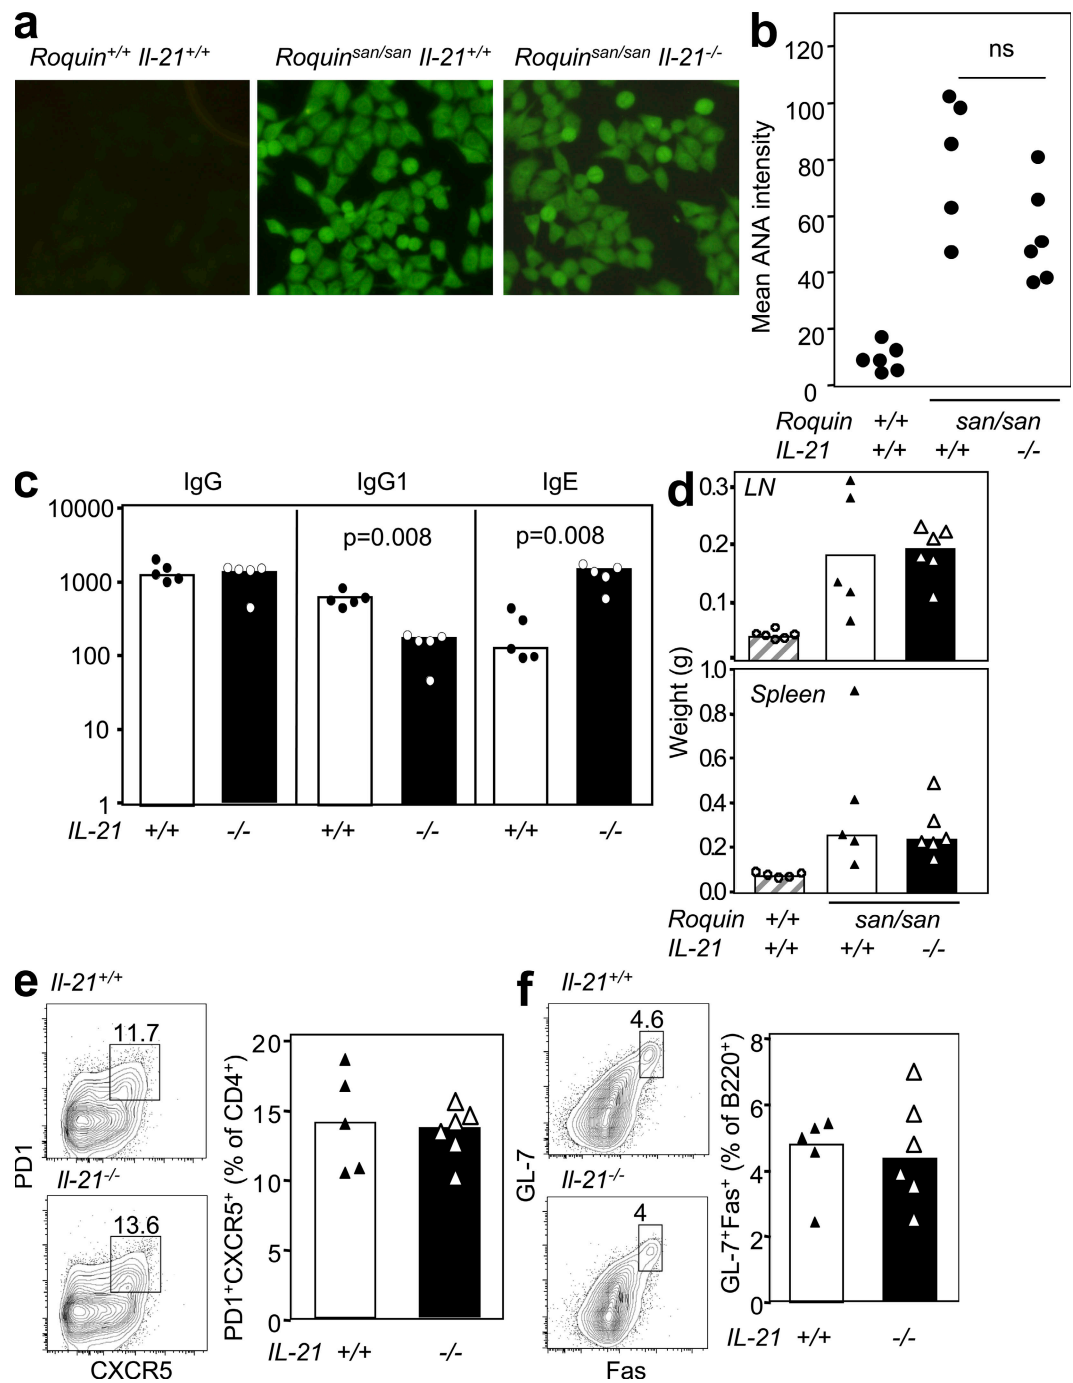 a
Roquin+/+ Il-21+/+
Roquinsan/san Il-21+/+
Roquinsan/san Il-21-/-
b
Mean ANA intensity
120
100
80
60
40
20
0
ns
Roquin +/+ san/san
IL-21 +/+ +/+ -/-
c
IgG IgG1 IgE
p=0.008 p=0.008
10000
1000
100
10
1
IL-21 +/+ -/- +/+ -/- +/+ -/-
d
LN
0.3
0.2
0.1
Weight (g)
Spleen
1.0
0.8
0.6
0.4
0.2
0.0
Roquin +/+ san/san
IL-21 +/+ +/+ -/-
e
Il-21+/+
11.7
PD1
Il-21-/-
13.6
CXCR5
PD1+CXCR5+ (% of CD4+)
20
15
10
5
0
IL-21 +/+ -/-
f
Il-21+/+
4.6
GL-7
Il-21-/-
4
Fas
GL-7+Fas+ (% of B220+)
8
6
4
2
0
IL-21 +/+ -/-